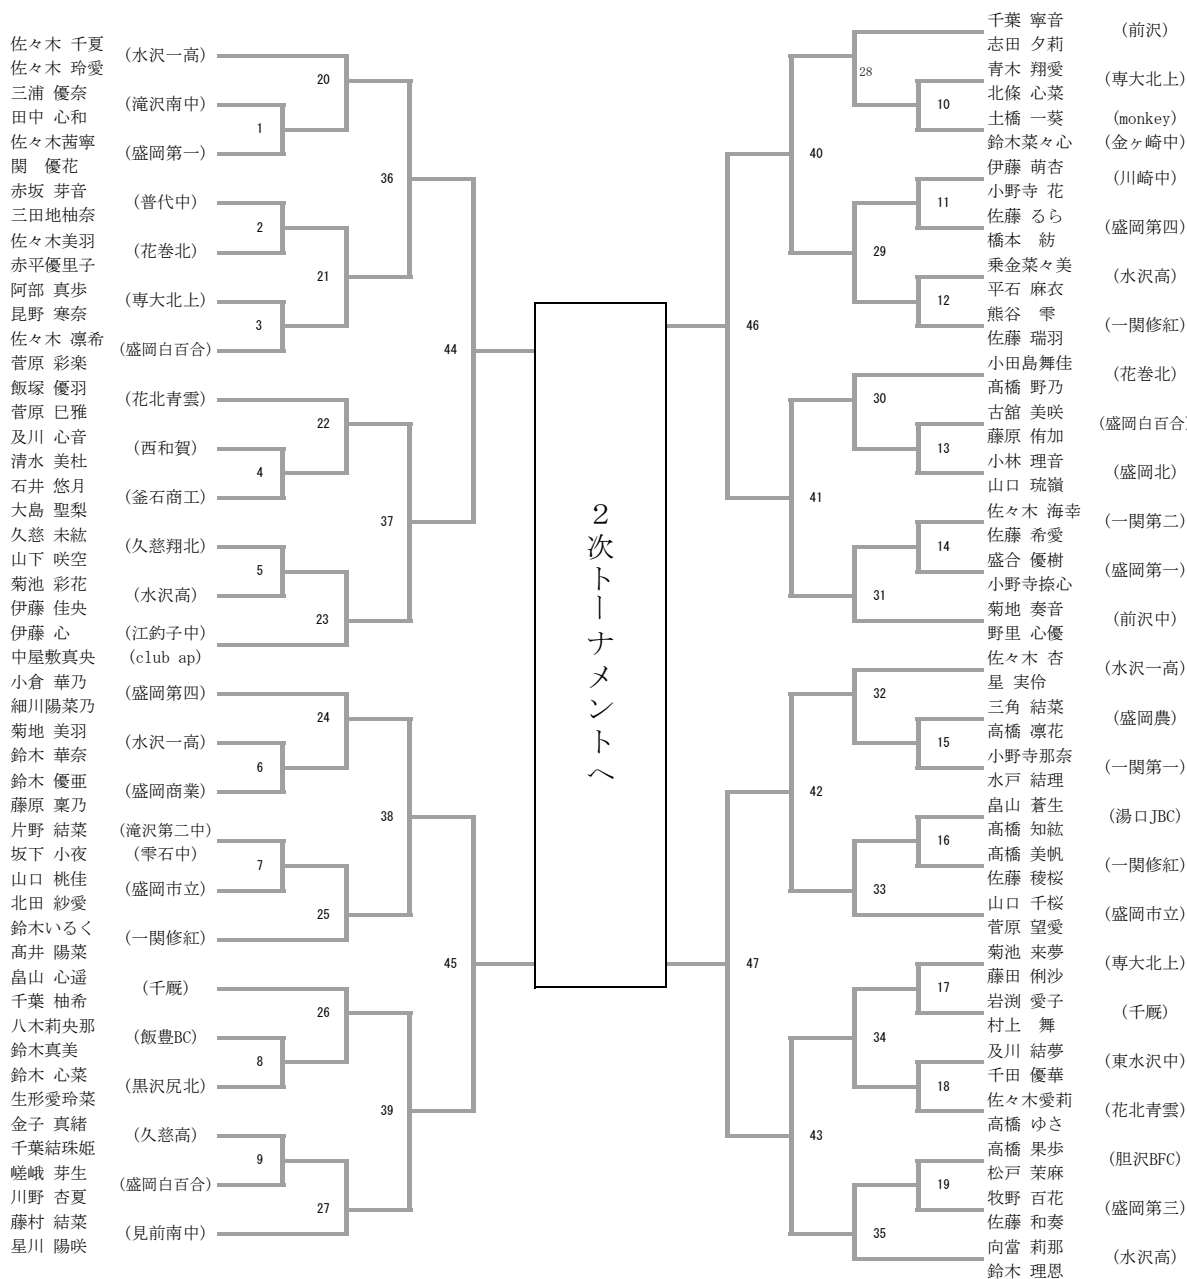 佐々木 千夏
佐々木 玲愛
(水沢一高)
三浦 優奈
田中 心和
(滝沢南中)
佐々木茜寧
関 優花
(盛岡第一)
赤坂 芽音
三田地柚奈
(普代中)
佐々木美羽
赤平優里子
(花巻北)
阿部 真歩
昆野 寒奈
(専大北上)
佐々木 凛希
菅原 彩楽
(盛岡白百合)
飯塚 優羽
菅原 巳雅
(花北青雲)
及川 心音
清水 美杜
(西和賀)
石井 悠月
大島 聖梨
(釜石商工)
久慈 未紘
山下 咲空
(久慈翔北)
菊池 彩花
伊藤 佳央
(水沢高)
伊藤 心
(江釣子中)
中屋敷真央
(club ap)
小倉 華乃
細川陽菜乃
(盛岡第四)
菊地 美羽
鈴木 華奈
(水沢一高)
鈴木 優亜
藤原 稟乃
(盛岡商業)
片野 結菜
(滝沢第二中)
坂下 小夜
(雫石中)
山口 桃佳
北田 紗愛
(盛岡市立)
鈴木いるく
髙井 陽菜
(一関修紅)
畠山 心遥
千葉 柚希
(千厩)
八木莉央那
鈴木真美
(飯豊BC)
鈴木 心菜
生形愛玲菜
(黒沢尻北)
金子 真緒
千葉結珠姫
(久慈高)
嵯峨 芽生
川野 杏夏
(盛岡白百合)
藤村 結菜
星川 陽咲
(見前南中)
1
2
3
4
5
6
7
8
9
20
21
22
23
24
25
26
27
36
37
38
39
44
45
2次トーナメントへ
46
47
40
41
42
43
28
29
30
31
32
33
34
35
10
11
12
13
14
15
16
17
18
19
千葉 寧音
志田 夕莉
(前沢)
青木 翔愛
北條 心菜
(専大北上)
土橋 一葵
(monkey)
鈴木菜々心
(金ヶ崎中)
伊藤 萌杏
小野寺 花
(川崎中)
佐藤 るら
橋本 紡
(盛岡第四)
乗金菜々美
平石 麻衣
(水沢高)
熊谷 雫
佐藤 瑞羽
(一関修紅)
小田島舞佳
髙橋 野乃
(花巻北)
古舘 美咲
藤原 侑加
(盛岡白百合)
小林 理音
山口 琉嶺
(盛岡北)
佐々木 海幸
佐藤 希愛
(一関第二)
盛合 優樹
小野寺捺心
(盛岡第一)
菊地 奏音
野里 心優
(前沢中)
佐々木 杏
星 実伶
(水沢一高)
三角 結菜
高橋 凛花
(盛岡農)
小野寺那奈
水戸 結理
(一関第一)
畠山 蒼生
髙橋 知紘
(湯口JBC)
髙橋 美帆
佐藤 稜桜
(一関修紅)
山口 千桜
菅原 望愛
(盛岡市立)
菊池 来夢
藤田 俐沙
(専大北上)
岩渕 愛子
村上 舞
(千厩)
及川 結夢
千田 優華
(東水沢中)
佐々木愛莉
高橋 ゆさ
(花北青雲)
高橋 果歩
松戸 茉麻
(胆沢BFC)
牧野 百花
佐藤 和奏
(盛岡第三)
向當 莉那
鈴木 理恩
(水沢高)